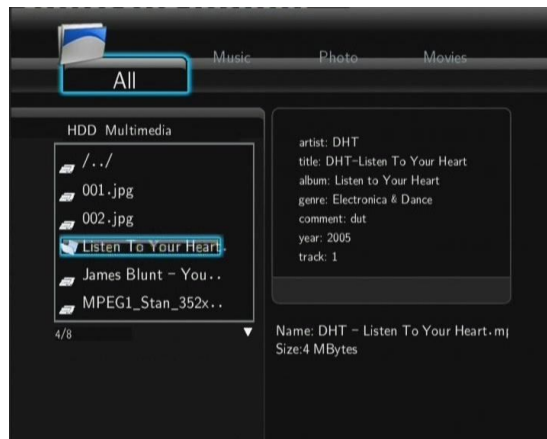 Music
Photo
Movies
All
HDD Multimedia
/../
001.jpg
002.jpg
Listen To Your Heart.
James Blunt - You..
MPEG1_Stan_352x..
4/8
artist: DHT
title: DHT-Listen To Your Heart
album: Listen to Your Heart
genre: Electronica & Dance
comment: dut
year: 2005
track: 1
Name: DHT - Listen To Your Heart.mp
Size:4 MBytes